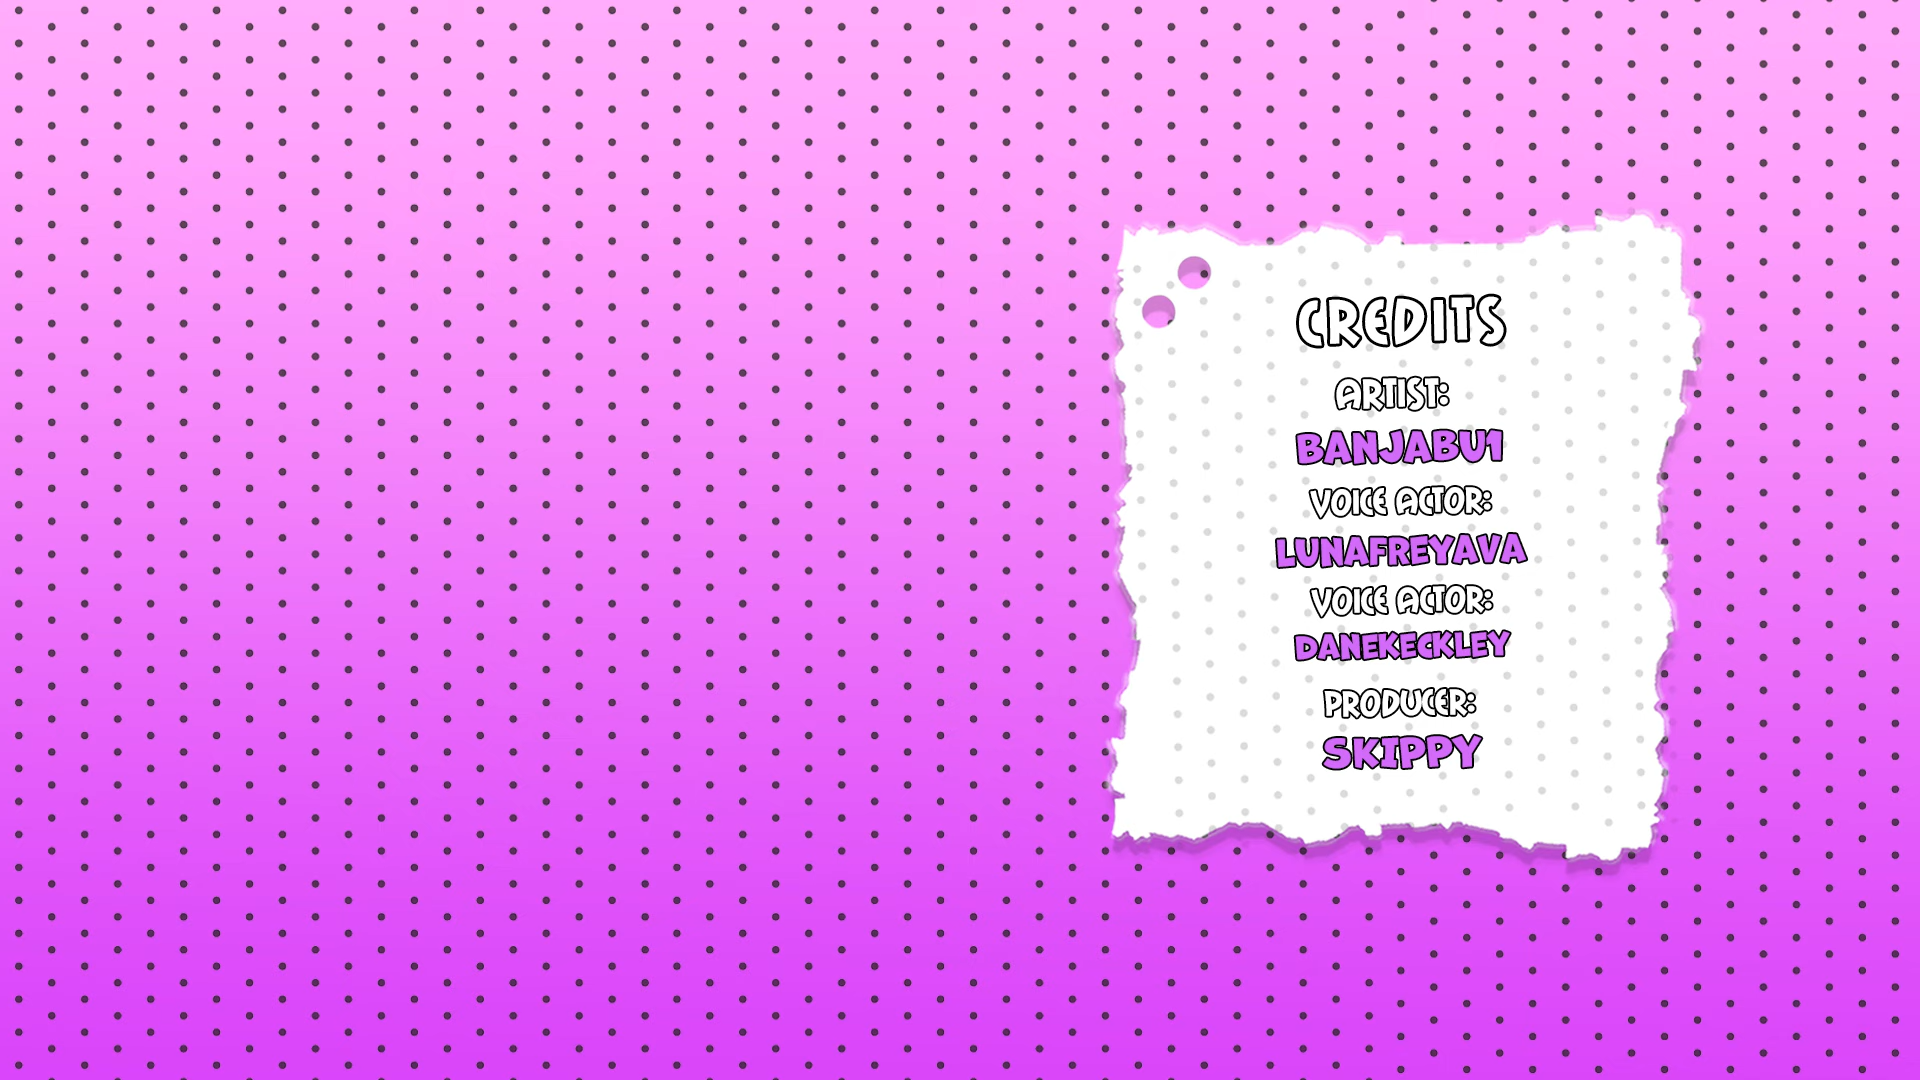 CREDITS
ARTIST:
BANJABU1
VOICE ACTOR:
LUNAFREYAVA
VOICE ACTOR:
DANEKECKLEY
PRODUCER:
SKIPPY